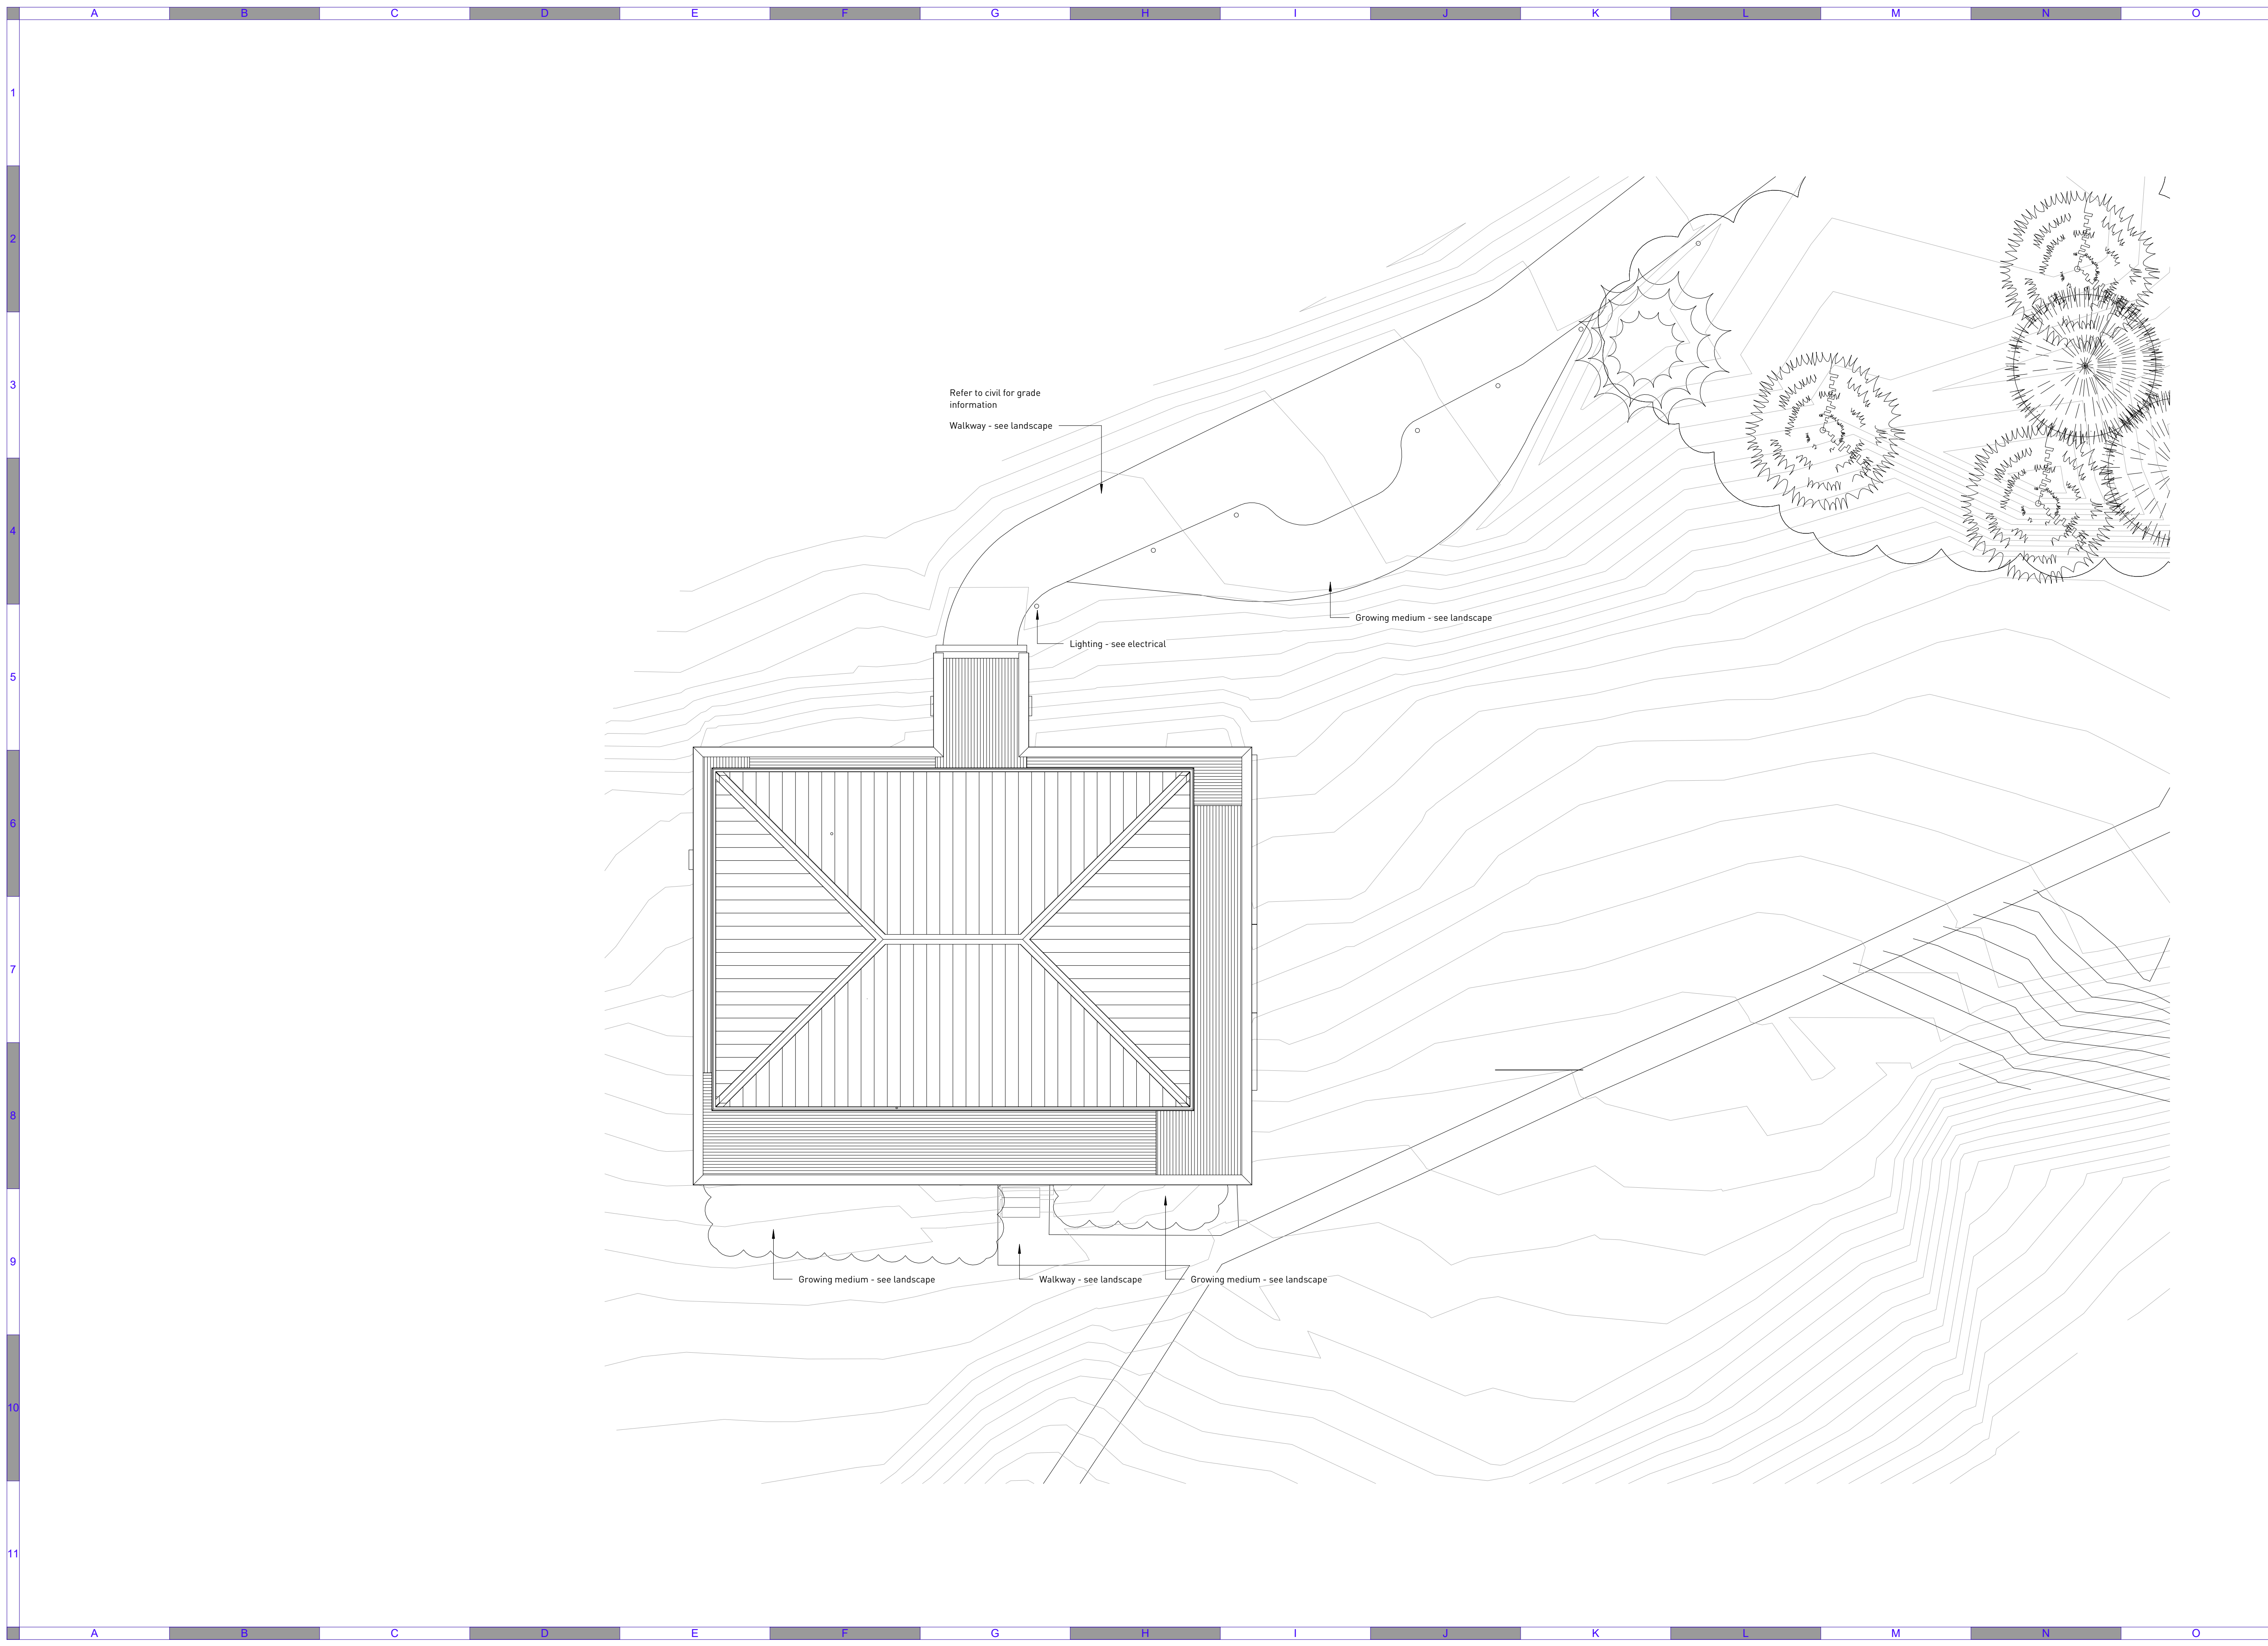 A B C D E F G H I J K L M N O
1
2
3
Refer to civil for grade
information
Walkway - see landscape
4
Growing medium - see landscape
Lighting - see electrical
5
6
7
8
9
Growing medium - see landscape
Walkway - see landscape
Growing medium - see landscape
10
11
A B C D E F G H I J K L M N O